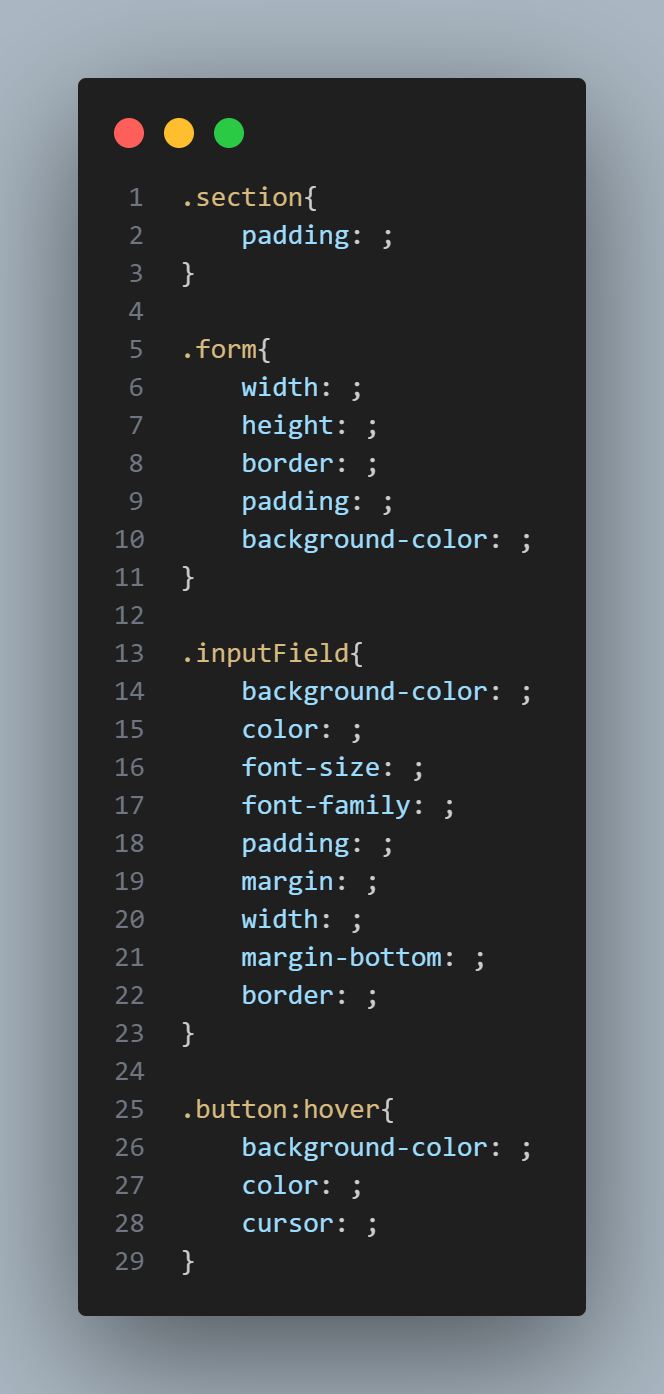 1 .section{
2     padding: ;
3 }
4
5 .form{
6     width: ;
7     height: ;
8     border: ;
9     padding: ;
10     background-color: ;
11 }
12
13 .inputField{
14     background-color: ;
15     color: ;
16     font-size: ;
17     font-family: ;
18     padding: ;
19     margin: ;
20     width: ;
21     margin-bottom: ;
22     border: ;
23 }
24
25 .button:hover{
26     background-color: ;
27     color: ;
28     cursor: ;
29 }